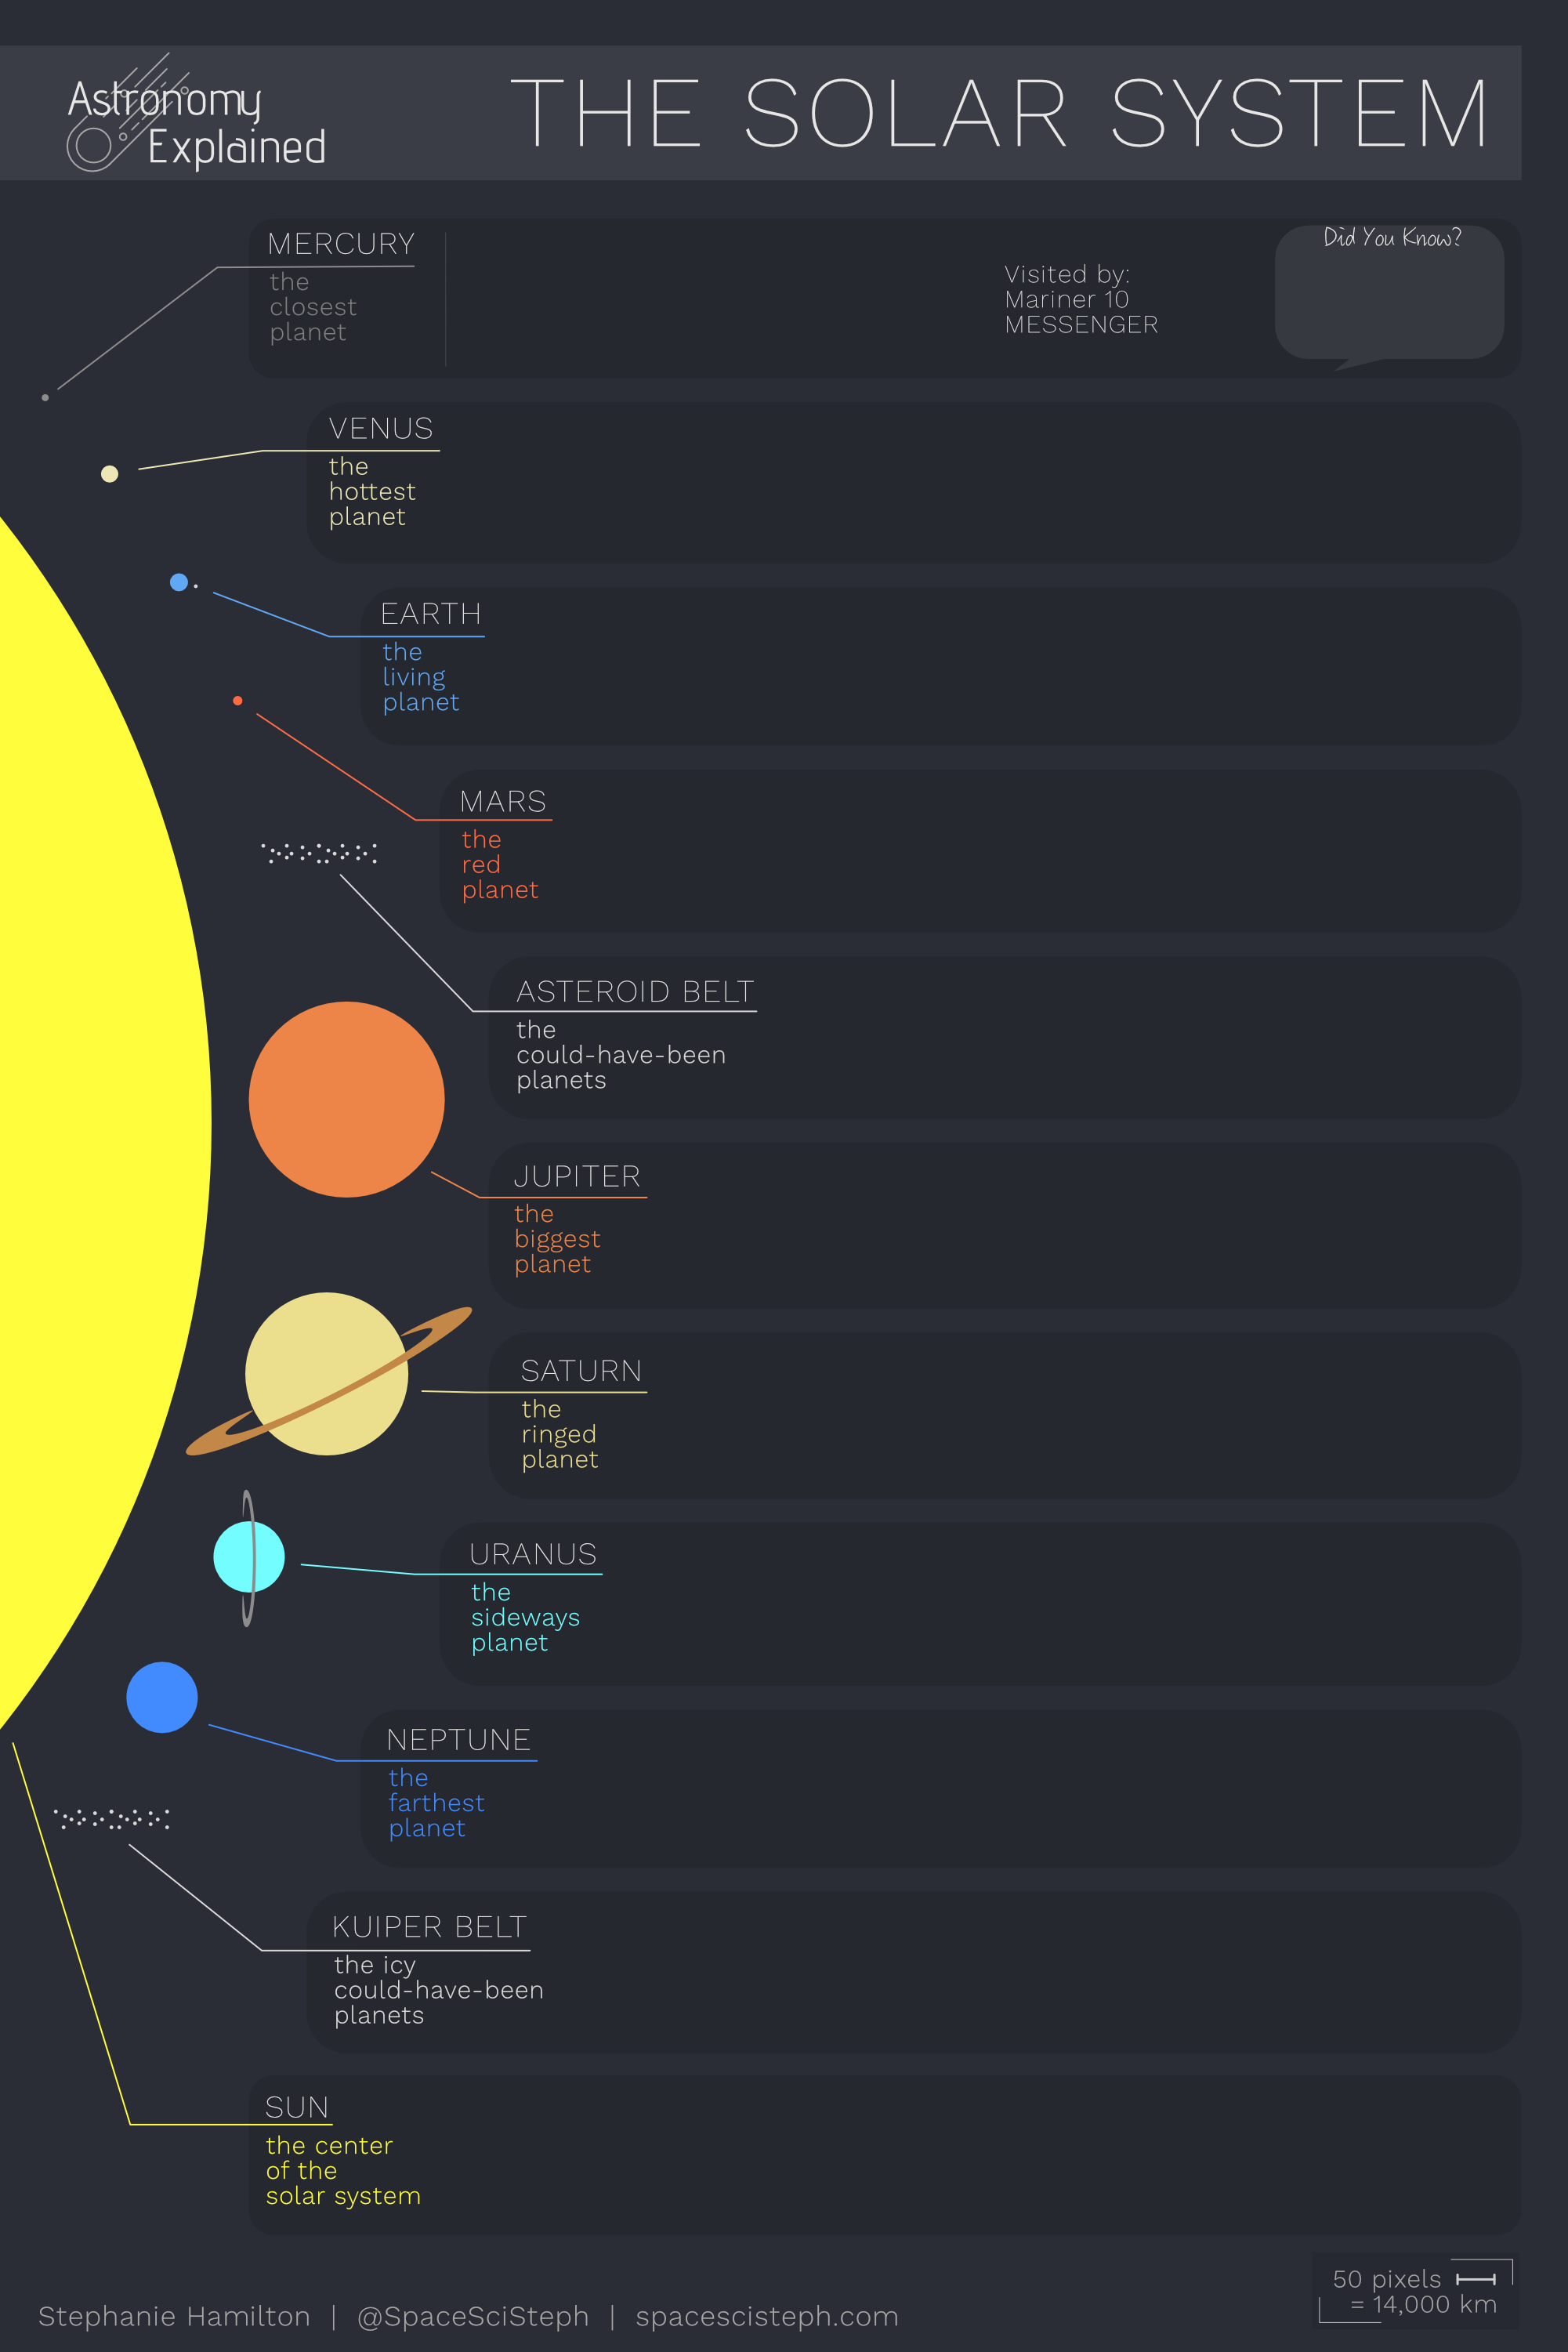 Astronomy
Explained
THE SOLAR SYSTEM
MERCURY
the
closest
planet
Visited by:
Mariner 10
MESSENGER
Did You Know?
VENUS
the
hottest
planet
EARTH
the
living
planet
MARS
the
red
planet
ASTEROID BELT
the
could-have-been
planets
JUPITER
the
biggest
planet
SATURN
the
ringed
planet
URANUS
the
sideways
planet
NEPTUNE
the
farthest
planet
KUIPER BELT
the icy
could-have-been
planets
SUN
the center
of the
solar system
50 pixels
= 14,000 km
Stephanie Hamilton | @SpaceSciSteph | spacescisteph.com